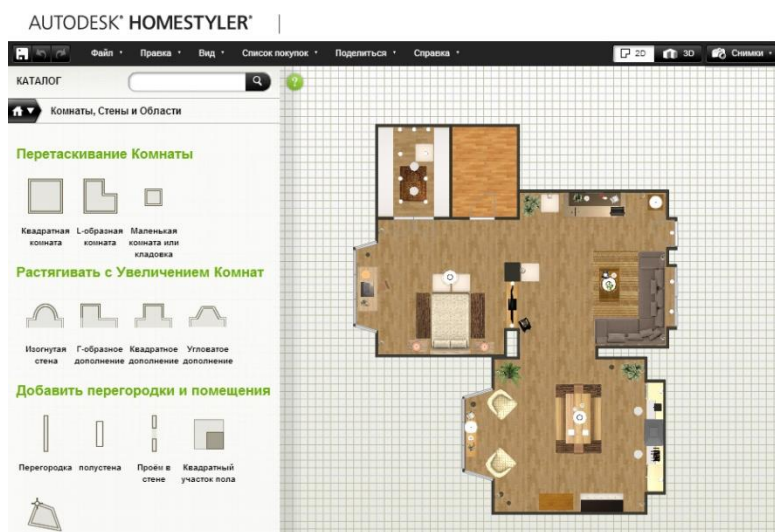 AUTODESK® HOMESTYLER®
Файл Правка Вид Список покупок Поделиться Справка 2D 3D Снимки
КАТАЛОГ
?
Комнаты, Стены и Области
Перетаскивание Комнаты
Квадратная комната
L-образная комната
Маленькая комната или кладовка
Растягивать с Увеличением Комнат
Изогнутая стена
Г-образное дополнение
Квадратное дополнение
Угловатое дополнение
Добавить перегородки и помещения
Перегородка
полустена
Проём в стене
Квадратный участок пола